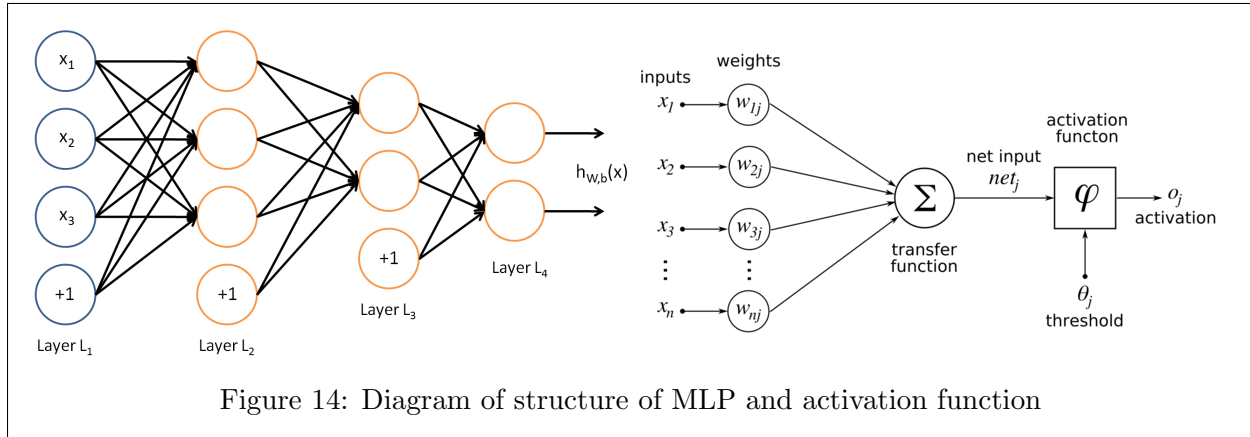 x1
x2
x3
+1
Layer L1
+1
Layer L2
+1
Layer L3
Layer L4
hW,b(x)
inputs
weights
x1
w1j
x2
w2j
x3
w3j
⋮
⋮
xn
wnj
Σ
transfer
function
net input
netj
activation
functon
φ
oj
activation
θj
threshold
Figure 14: Diagram of structure of MLP and activation function